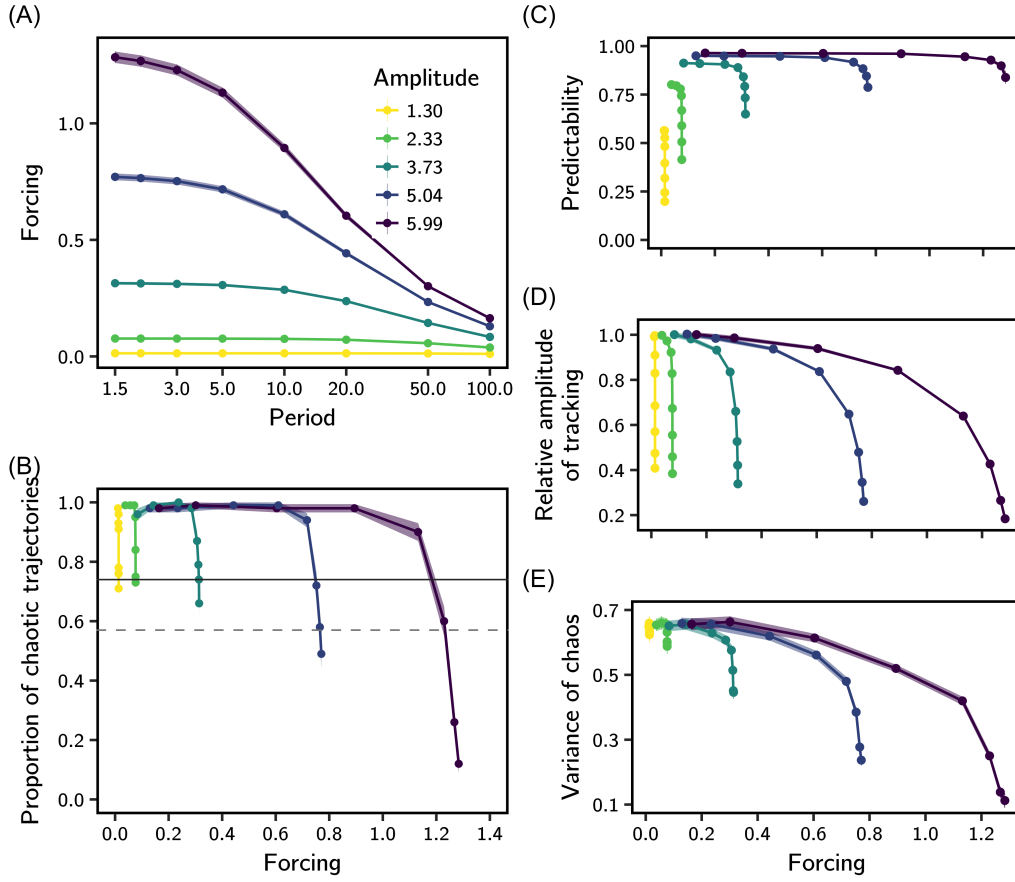 (A)
Forcing
1.0
0.5
0.0
1.5 3.0 5.0 10.0 20.0 50.0 100.0
Period
Amplitude
1.30
2.33
3.73
5.04
5.99
(B)
Proportion of chaotic trajectories
1.0
0.8
0.6
0.4
0.2
0.0
0.0 0.2 0.4 0.6 0.8 1.0 1.2 1.4
Forcing
(C)
Predictability
1.00
0.75
0.50
0.25
0.00
(D)
Relative amplitude
of tracking
1.0
0.8
0.6
0.4
0.2
(E)
Variance of chaos
0.7
0.5
0.3
0.1
0.0 0.2 0.4 0.6 0.8 1.0 1.2
Forcing